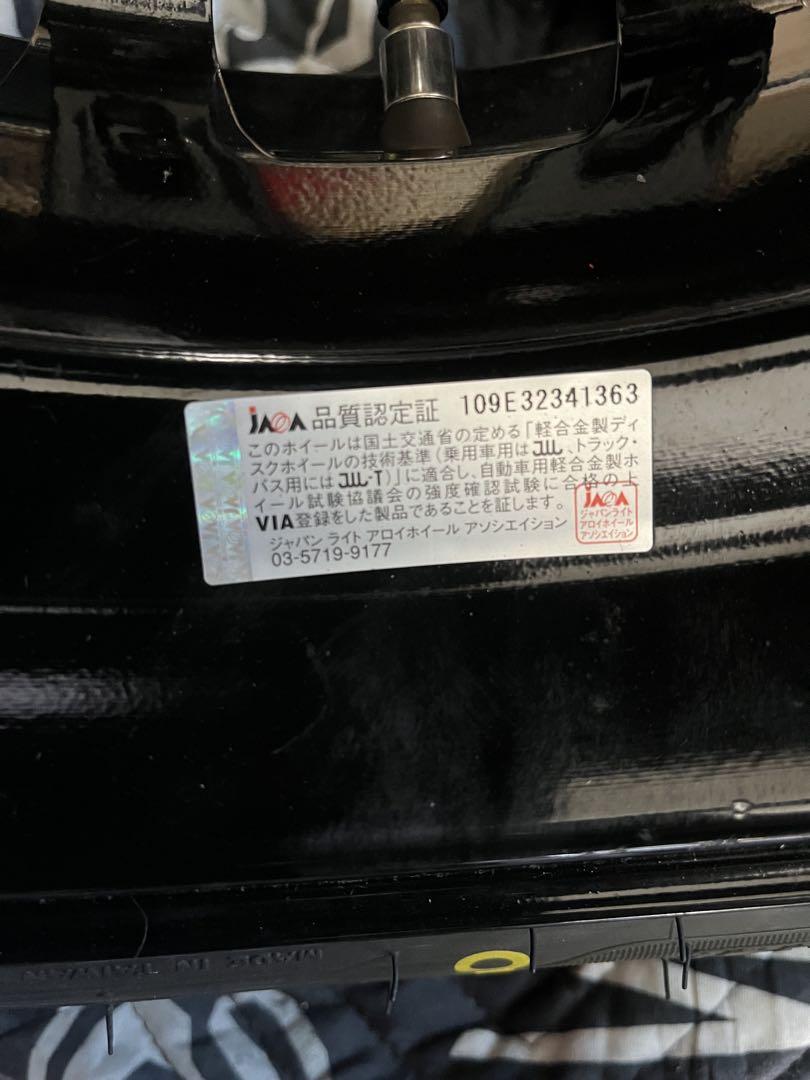 JAWA 品質認定証 109E32341363
このホイールは国土交通省の定める「軽合金製ディ
スクホイールの技術基準(乗用車用はJWL、トラック・
バス用にはJWL-T)」に適合し、自動車用軽合金製ホ
イール試験協議会の強度確認試験に合格の上
VIA登録をした製品であることを証します。
ジャパン ライト アロイホイール アソシエイション
03-5719-9177
JAWA
ジャパンライト
アロイホイール
アソシエイション
MADE IN TAIWAN